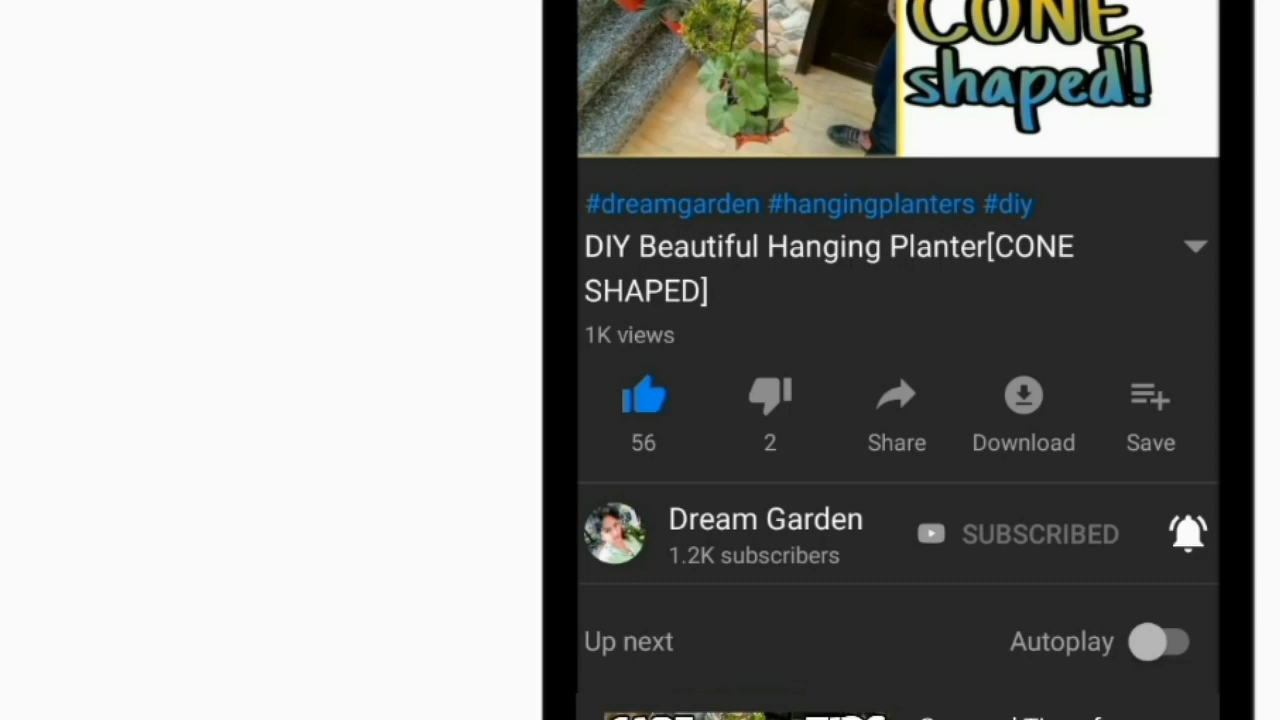 CONE
shaped!
#dreamgarden #hangingplanters #diy
DIY Beautiful Hanging Planter[CONE
SHAPED]
1K views
56
2
Share
Download
Save
Dream Garden
1.2K subscribers
SUBSCRIBED
Up next
Autoplay